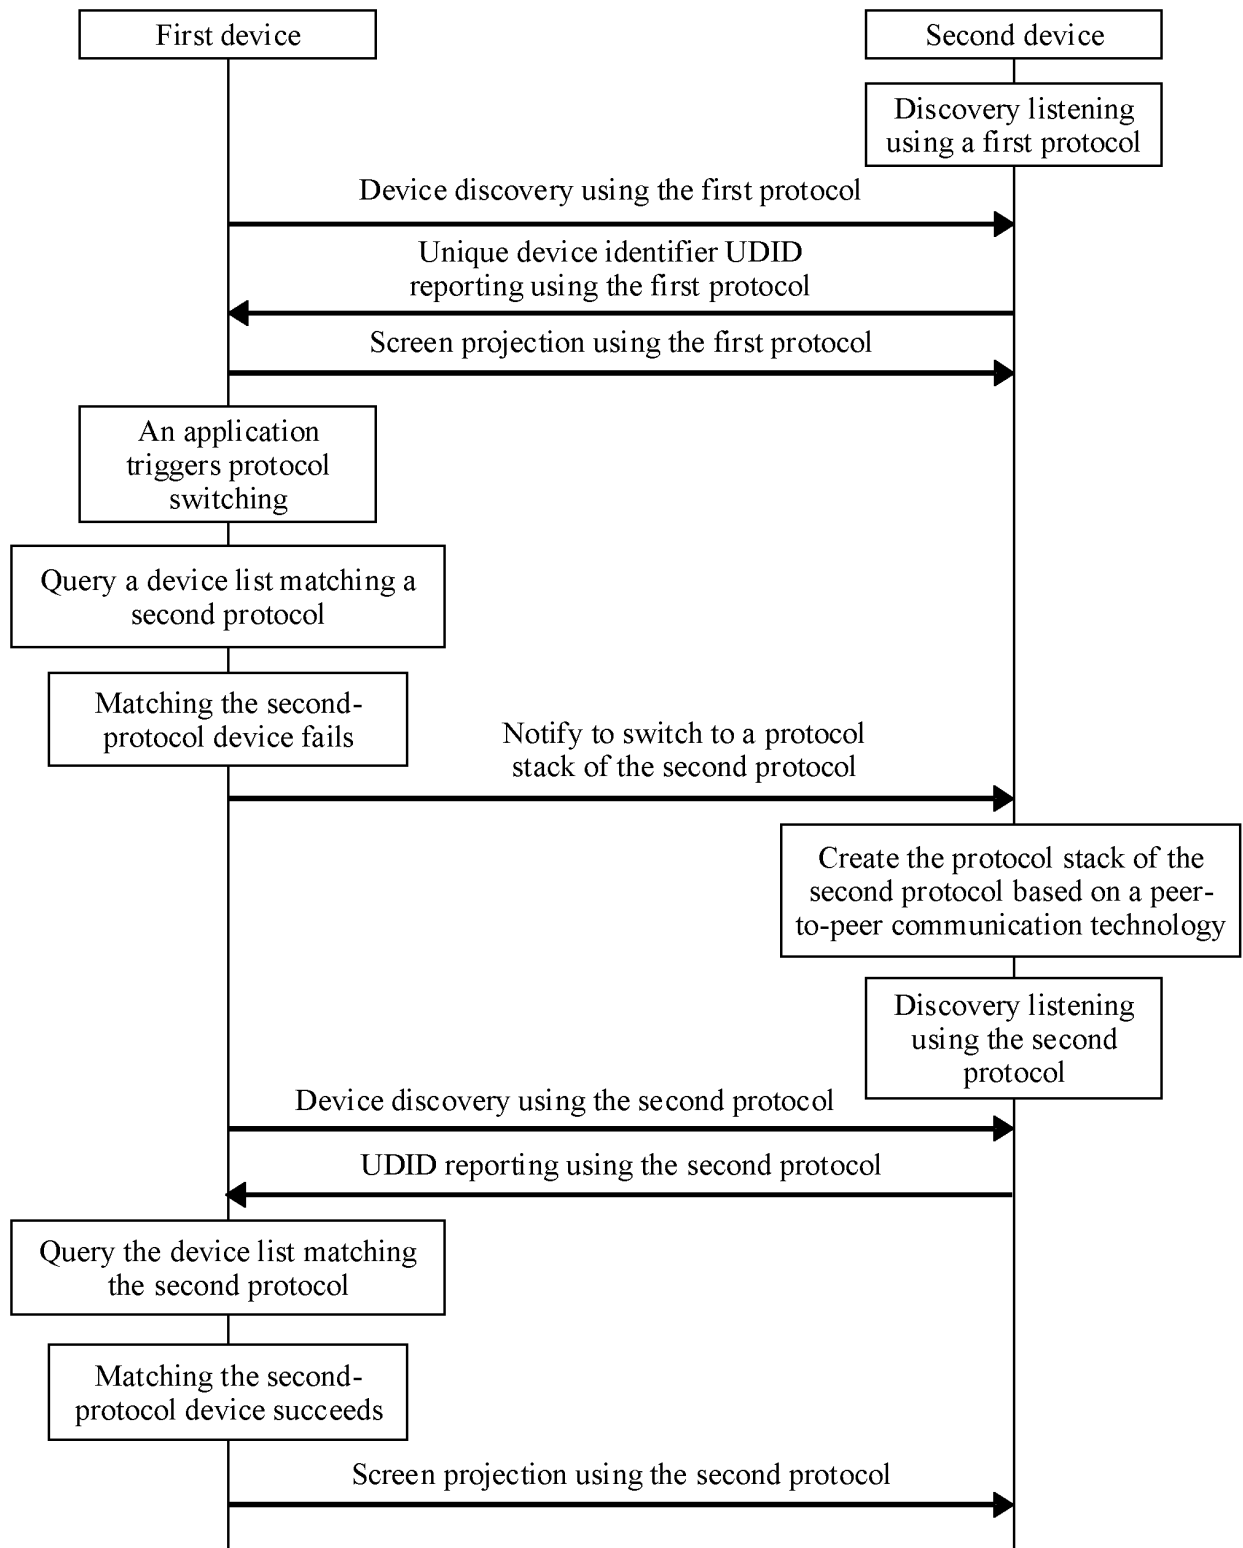 First device
Second device
Discovery listening
using a first protocol
Device discovery using the first protocol
Unique device identifier UDID
reporting using the first protocol
Screen projection using the first protocol
An application
triggers protocol
switching
Query a device list matching a
second protocol
Matching the second-
protocol device fails
Notify to switch to a protocol
stack of the second protocol
Create the protocol stack of the
second protocol based on a peer-
to-peer communication technology
Discovery listening
using the second
protocol
Device discovery using the second protocol
UDID reporting using the second protocol
Query the device list matching
the second protocol
Matching the second-
protocol device succeeds
Screen projection using the second protocol